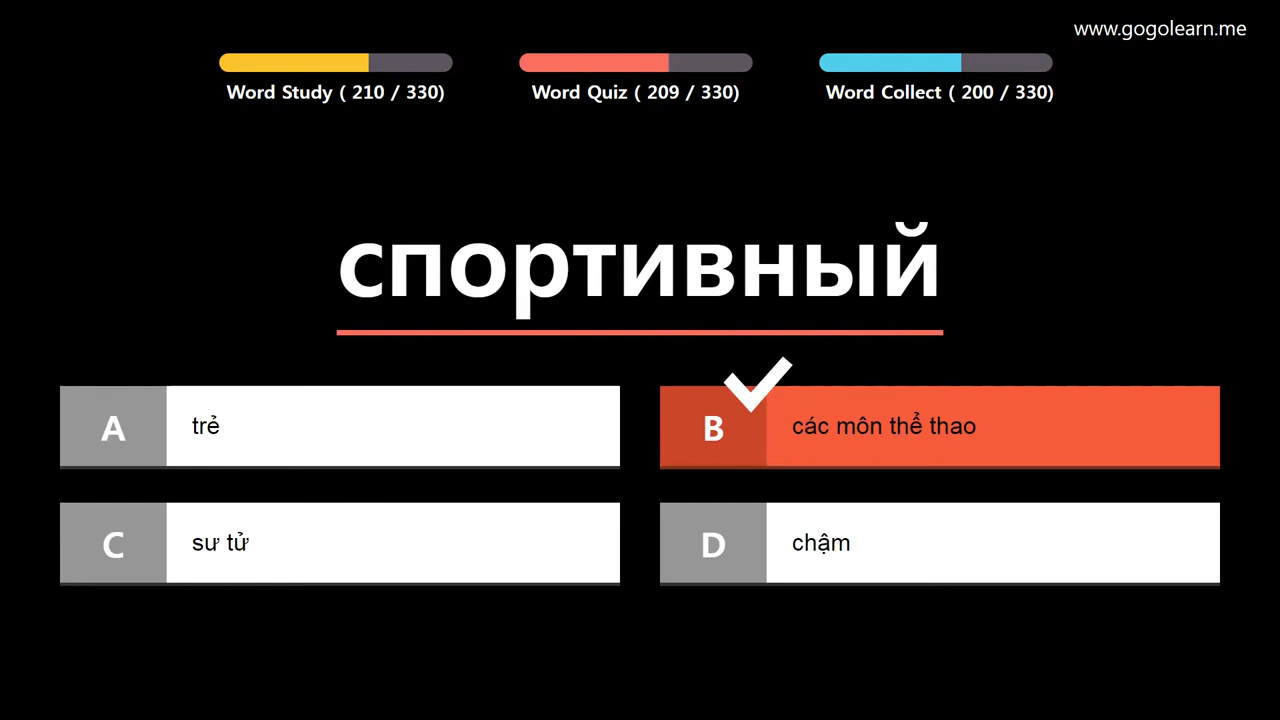 www.gogolearn.me
Word Study ( 210 / 330)
Word Quiz ( 209 / 330)
Word Collect ( 200 / 330)
спортивный
A
trẻ
B
các môn thể thao
C
sư tử
D
chậm